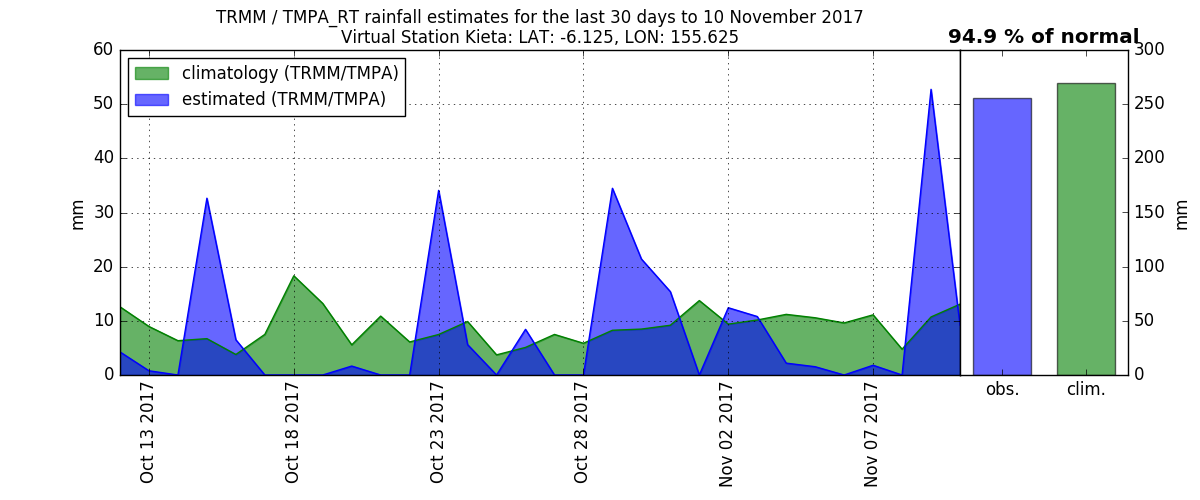 TRMM / TMPA_RT rainfall estimates for the last 30 days to 10 November 2017
Virtual Station Kieta: LAT: -6.125, LON: 155.625
94.9 % of normal
climatology (TRMM/TMPA)
estimated (TRMM/TMPA)
60
50
40
30
20
10
0
mm
Oct 13 2017
Oct 18 2017
Oct 23 2017
Oct 28 2017
Nov 02 2017
Nov 07 2017
300
250
200
150
100
50
0
mm
obs.
clim.